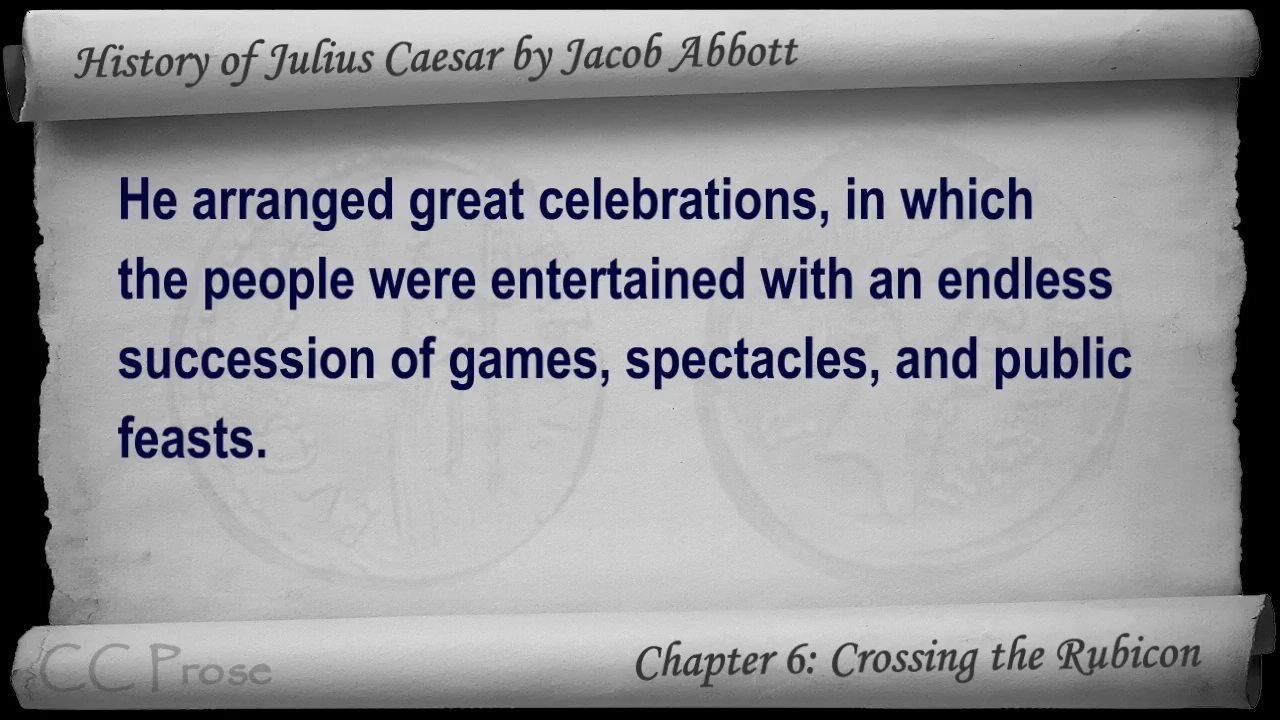 History of Julius Caesar by Jacob Abbott
He arranged great celebrations, in which
the people were entertained with an endless
succession of games, spectacles, and public
feasts.
CC Prose
Chapter 6: Crossing the Rubicon